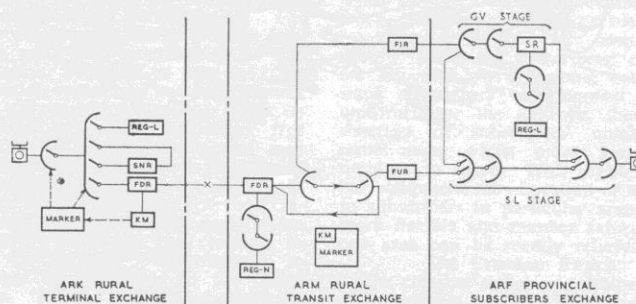 GV STAGE
FIR
SR
REG-L
REG-L
SNR
FDR
FDR
FUR
SL STAGE
MARKER
KM
KM
MARKER
REG-N
ARK RURAL
TERMINAL EXCHANGE
ARM RURAL
TRANSIT EXCHANGE
ARF PROVINCIAL
SUBSCRIBERS EXCHANGE